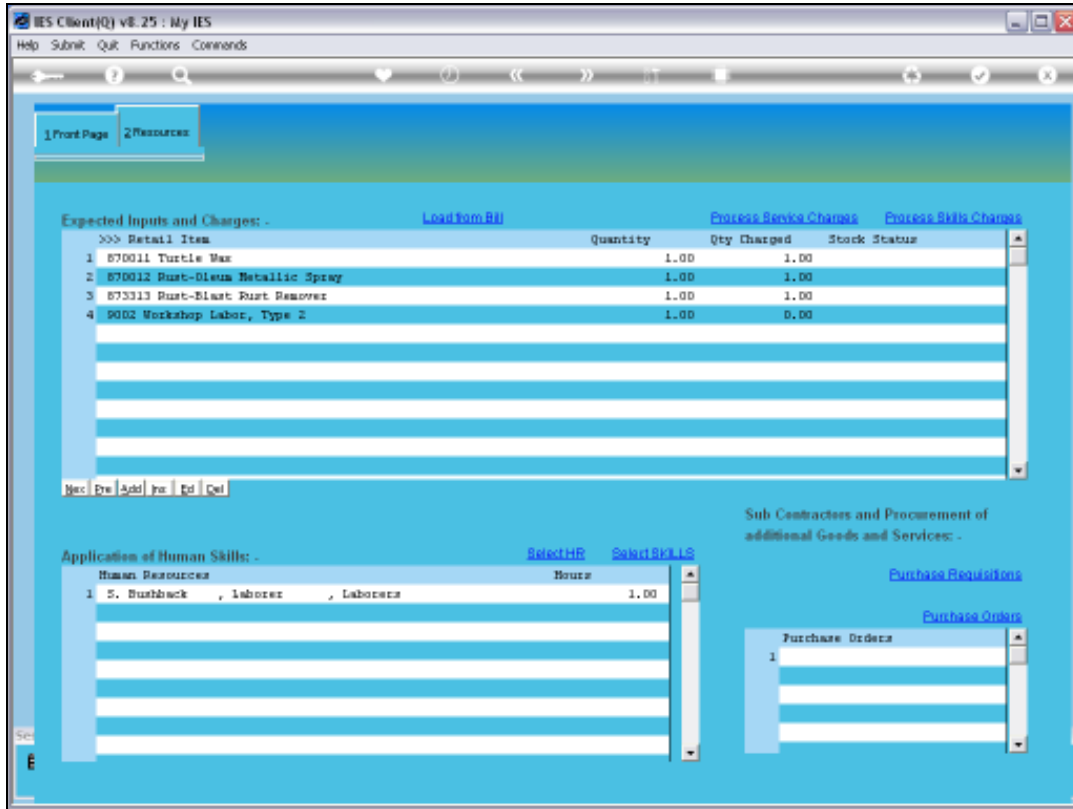 IES Client(Q) v8.25 : My IES
Help Submit Quit Functions Commands
1 Front Page 2 Resources
Expected Inputs and Charges: - Load from Bill Process Service Charges Process Skills Charges
>>> Retail Item Quantity Qty Charged Stock Status
1 870011 Turtle Wax 1.00 1.00
2 870012 Rust-Oleum Metallic Spray 1.00 1.00
3 873313 Rust-Blast Rust Remover 1.00 1.00
4 9002 Workshop Labor, Type 2 1.00 0.00
Nex Pre Add Ins Ed Del
Sub Contractors and Procurement of
additional Goods and Services: -
Application of Human Skills: - Select HR Select SKILLS
Human Resources Hours
Purchase Requisitions
1 S. Bushback , laborer , Laborers 1.00
Purchase Orders
Purchase Orders
1